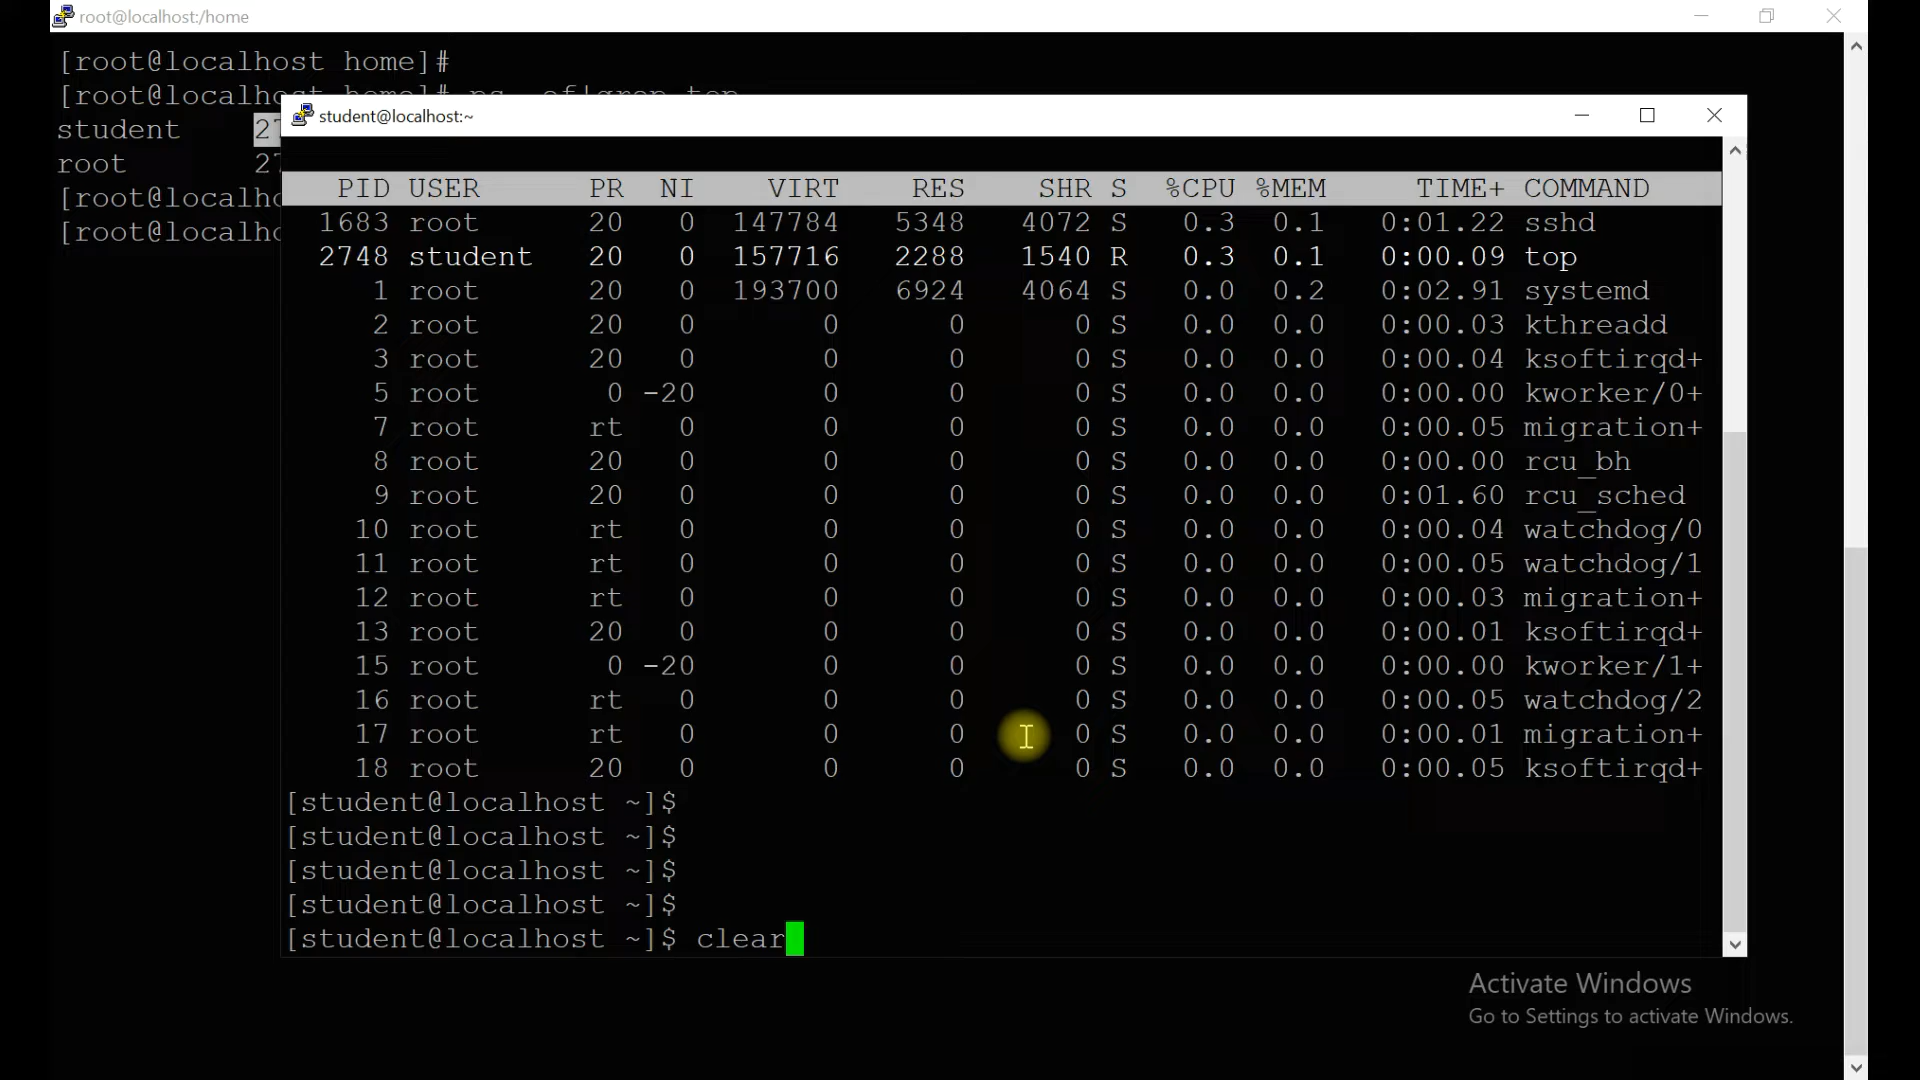 root@localhost:/home
[root@localhost home]#
[root@localhost home]# ps -ef|grep top
student 27
root 27
[root@localho
[root@localho
student@localhost:~
PID USER PR NI VIRT RES SHR S %CPU %MEM TIME+ COMMAND
1683 root 20 0 147784 5348 4072 S 0.3 0.1 0:01.22 sshd
2748 student 20 0 157716 2288 1540 R 0.3 0.1 0:00.09 top
1 root 20 0 193700 6924 4064 S 0.0 0.2 0:02.91 systemd
2 root 20 0 0 0 0 S 0.0 0.0 0:00.03 kthreadd
3 root 20 0 0 0 0 S 0.0 0.0 0:00.04 ksoftirqd+
5 root 0 -20 0 0 0 S 0.0 0.0 0:00.00 kworker/0+
7 root rt 0 0 0 0 S 0.0 0.0 0:00.05 migration+
8 root 20 0 0 0 0 S 0.0 0.0 0:00.00 rcu_bh
9 root 20 0 0 0 0 S 0.0 0.0 0:01.60 rcu_sched
10 root rt 0 0 0 0 S 0.0 0.0 0:00.04 watchdog/0
11 root rt 0 0 0 0 S 0.0 0.0 0:00.05 watchdog/1
12 root rt 0 0 0 0 S 0.0 0.0 0:00.03 migration+
13 root 20 0 0 0 0 S 0.0 0.0 0:00.01 ksoftirqd+
15 root 0 -20 0 0 0 S 0.0 0.0 0:00.00 kworker/1+
16 root rt 0 0 0 0 S 0.0 0.0 0:00.05 watchdog/2
17 root rt 0 0 0 0 S 0.0 0.0 0:00.01 migration+
18 root 20 0 0 0 0 S 0.0 0.0 0:00.05 ksoftirqd+
[student@localhost ~]$
[student@localhost ~]$
[student@localhost ~]$
[student@localhost ~]$
[student@localhost ~]$ clear
Activate Windows
Go to Settings to activate Windows.